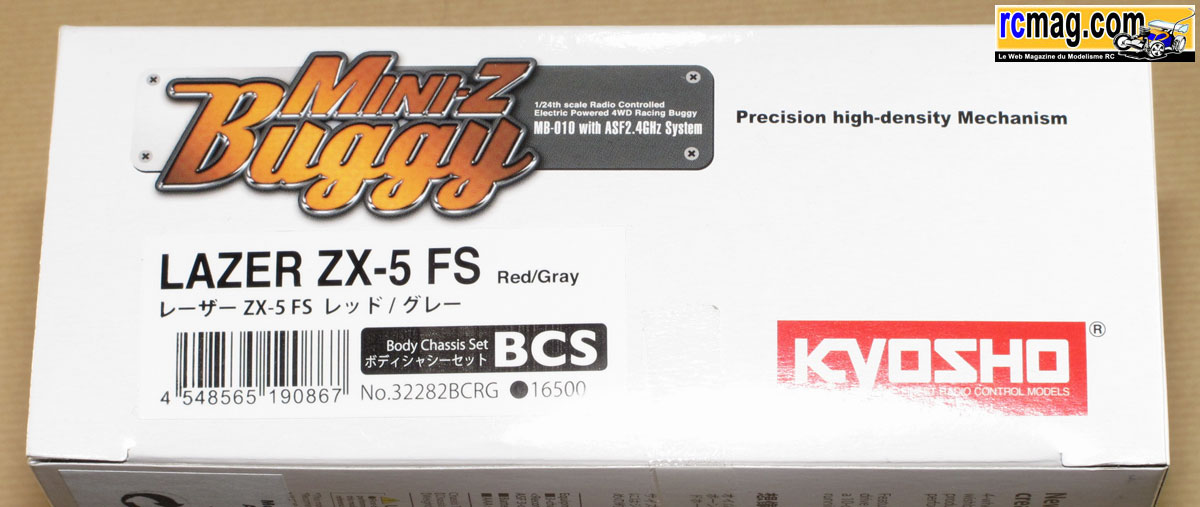 rcmag.com
Le Web Magazine du Modelisme RC
MINI-Z
Buggy
1/24th scale Radio Controlled
Electric Powered 4WD Racing Buggy
MB-010 with ASF2.4GHz System
Precision high-density Mechanism
LAZER ZX-5 FS Red/Gray
レーザー ZX-5 FS レッド / グレー
Body Chassis Set
ボディシャシーセット
BCS
4 548565 190867
No.32282BCRG ●16500
KYOSHO ®
RADIO CONTROL MODELS